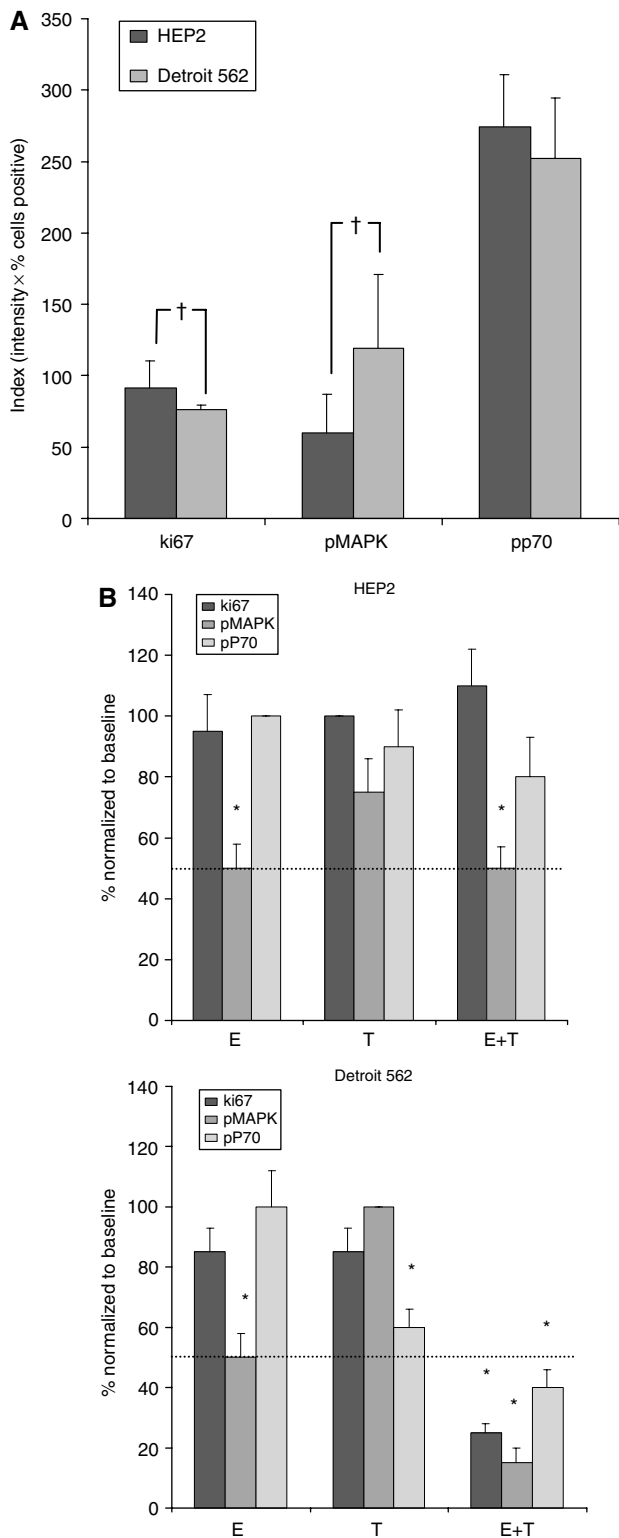 A
350
300
250
200
150
100
50
0
Index (intensity × % cells positive)
HEP2
Detroit 562
†
†
ki67
pMAPK
pp70
B
HEP2
140
120
100
80
60
40
20
0
% normalized to baseline
ki67
pMAPK
pP70
*
*
E
T
E+T
Detroit 562
140
120
100
80
60
40
20
0
% normalized to baseline
ki67
pMAPK
pP70
*
*
*
*
*
E
T
E+T